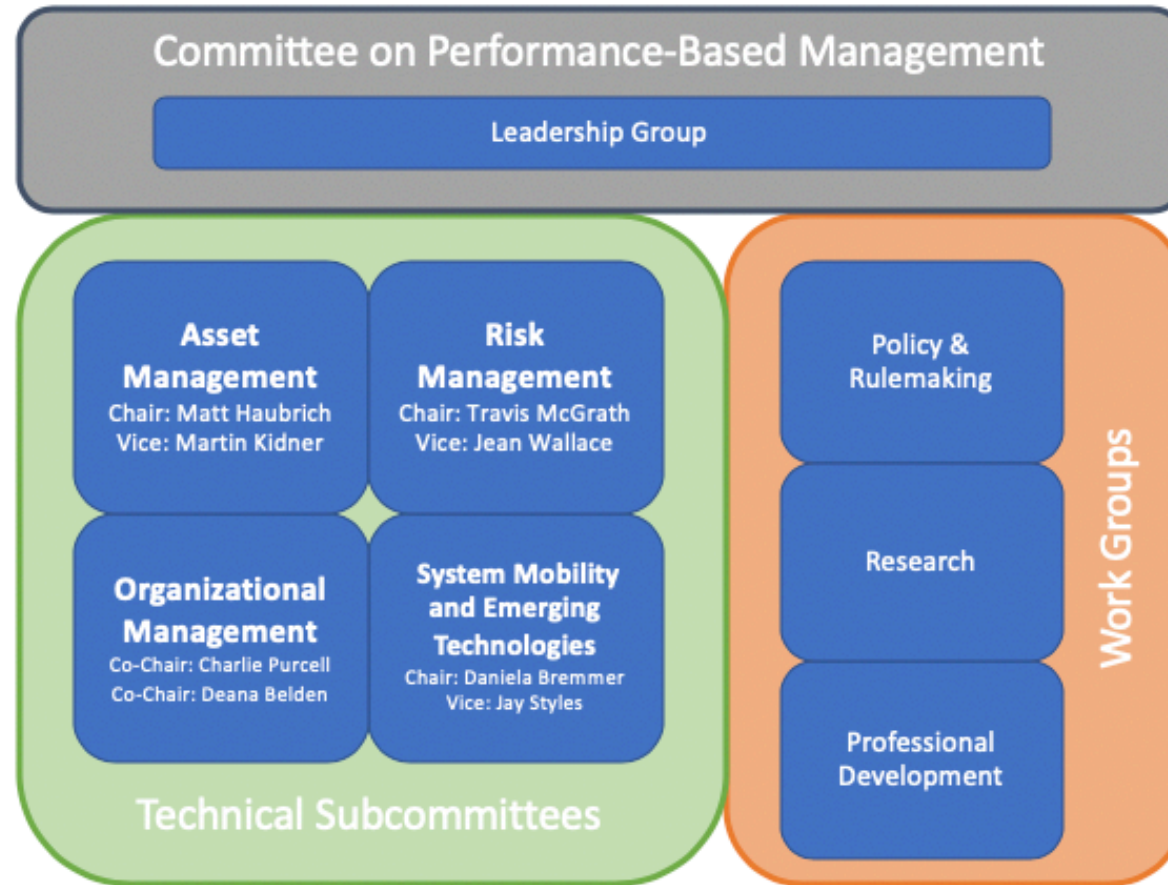 Committee on Performance-Based Management
Leadership Group
Asset
Management
Chair: Matt Haubrich
Vice: Martin Kidner
Risk
Management
Chair: Travis McGrath
Vice: Jean Wallace
Organizational
Management
Co-Chair: Charlie Purcell
Co-Chair: Deana Belden
System Mobility
and Emerging
Technologies
Chair: Daniela Bremmer
Vice: Jay Styles
Technical Subcommittees
Policy &
Rulemaking
Research
Professional
Development
Work Groups